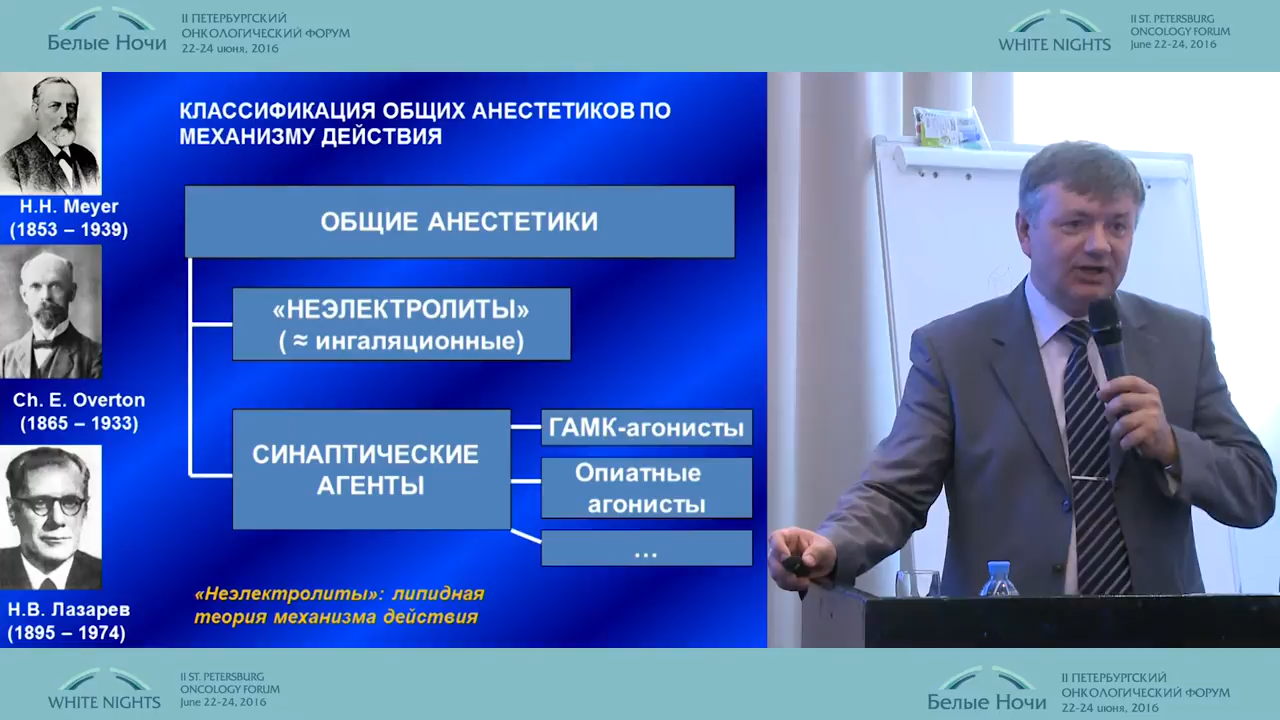 Белые Ночи
II ПЕТЕРБУРГСКИЙ
ОНКОЛОГИЧЕСКИЙ ФОРУМ
22-24 июня, 2016
WHITE NIGHTS
II ST. PETERSBURG
ONCOLOGY FORUM
June 22-24, 2016
H.H. Meyer
(1853 – 1939)
Ch. E. Overton
(1865 – 1933)
Н.В. Лазарев
(1895 – 1974)
КЛАССИФИКАЦИЯ ОБЩИХ АНЕСТЕТИКОВ ПО
МЕХАНИЗМУ ДЕЙСТВИЯ
ОБЩИЕ АНЕСТЕТИКИ
«НЕЭЛЕКТРОЛИТЫ»
( ≈ ингаляционные)
СИНАПТИЧЕСКИЕ
АГЕНТЫ
ГАМК-агонисты
Опиатные
агонисты
...
«Неэлектролиты»: липидная
теория механизма действия
WHITE NIGHTS
II ST. PETERSBURG
ONCOLOGY FORUM
June 22-24, 2016
Белые Ночи
II ПЕТЕРБУРГСКИЙ
ОНКОЛОГИЧЕСКИЙ ФОРУМ
22-24 июня, 2016